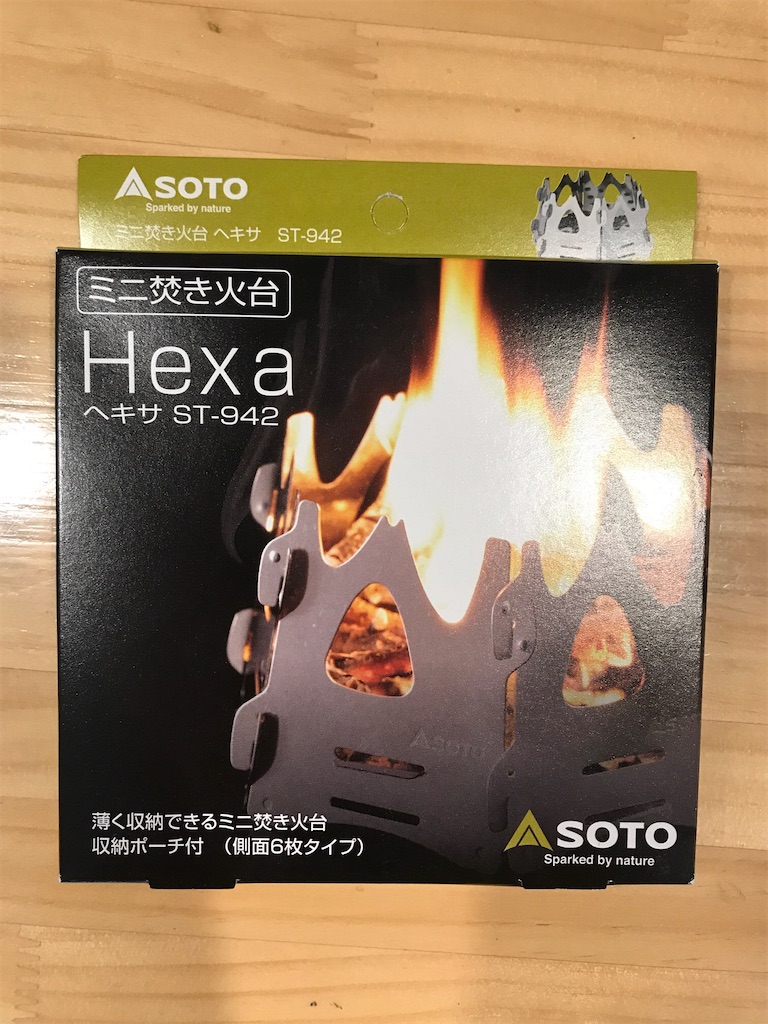 SOTO
Sparked by nature
ミニ焚き火台 ヘキサ ST-942
ミニ焚き火台
Hexa
ヘキサ ST-942
SOTO
薄く収納できるミニ焚き火台
収納ポーチ付 (側面6枚タイプ)
SOTO
Sparked by nature